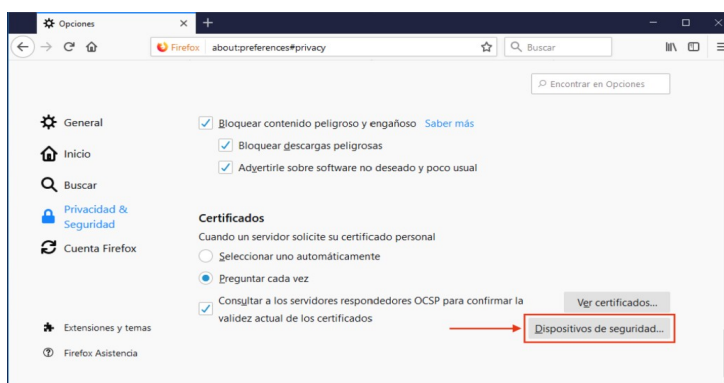 Opciones
Firefox about:preferences#privacy Buscar
Encontrar en Opciones
General
Inicio
Buscar
Privacidad &
Seguridad
Cuenta Firefox
Extensiones y temas
Firefox Asistencia
Bloquear contenido peligroso y engañoso Saber más
Bloquear descargas peligrosas
Advertirle sobre software no deseado y poco usual
Certificados
Cuando un servidor solicite su certificado personal
Seleccionar uno automáticamente
Preguntar cada vez
Consultar a los servidores respondedores OCSP para confirmar la
validez actual de los certificados
Ver certificados...
Dispositivos de seguridad...